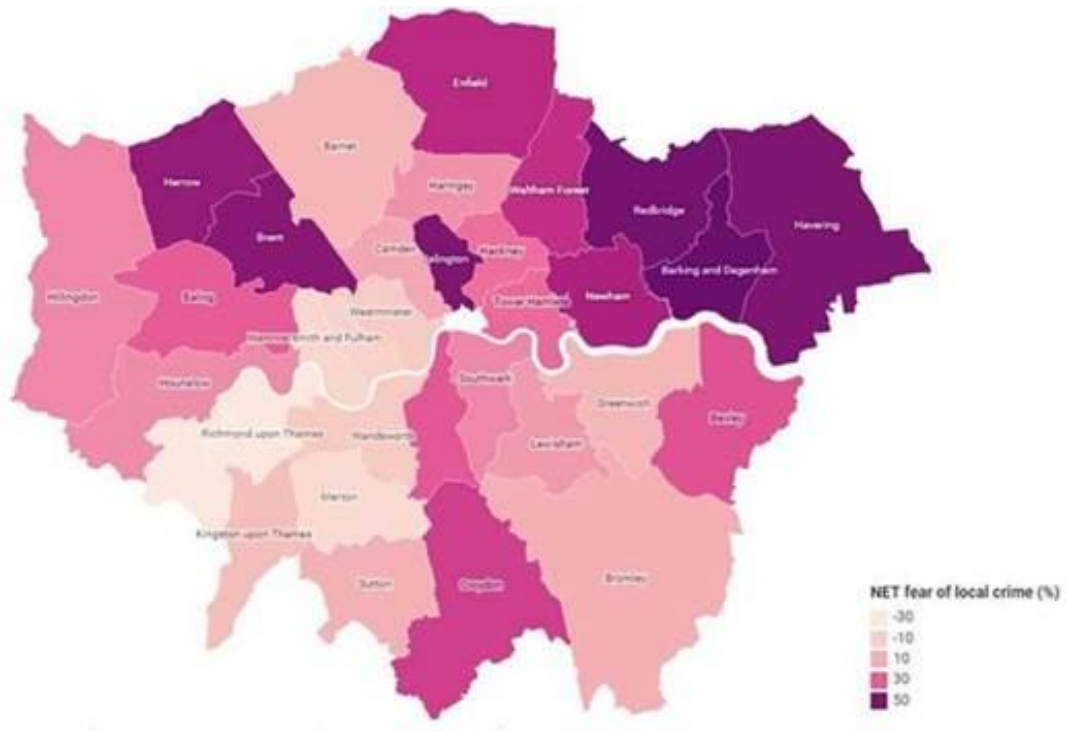 Enfield
Barnet
Harrow
Haringey
Waltham Forest
Redbridge
Havering
Brent
Camden
Islington
Hackney
Barking and Dagenham
Hillingdon
Ealing
Tower Hamlets
Newham
Westminster
Hammersmith and Fulham
Hounslow
Southwark
Greenwich
Bexley
Richmond upon Thames
Wandsworth
Lewisham
Merton
Kingston upon Thames
Sutton
Croydon
Bromley
NET fear of local crime (%)
-30
-10
10
30
50